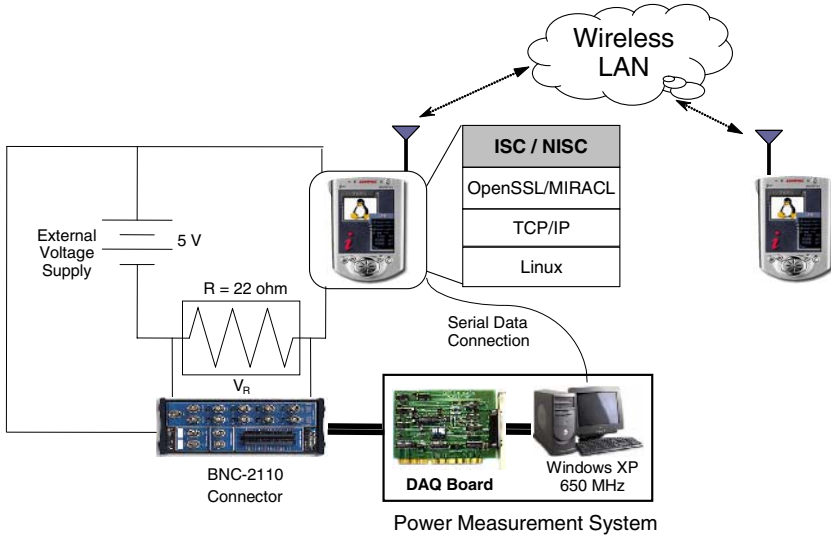 Wireless
LAN
ISC / NISC
OpenSSL/MIRACL
TCP/IP
Linux
External
Voltage
Supply
5 V
R = 22 ohm
Serial Data
Connection
VR
BNC-2110
Connector
DAQ Board
Windows XP
650 MHz
Power Measurement System